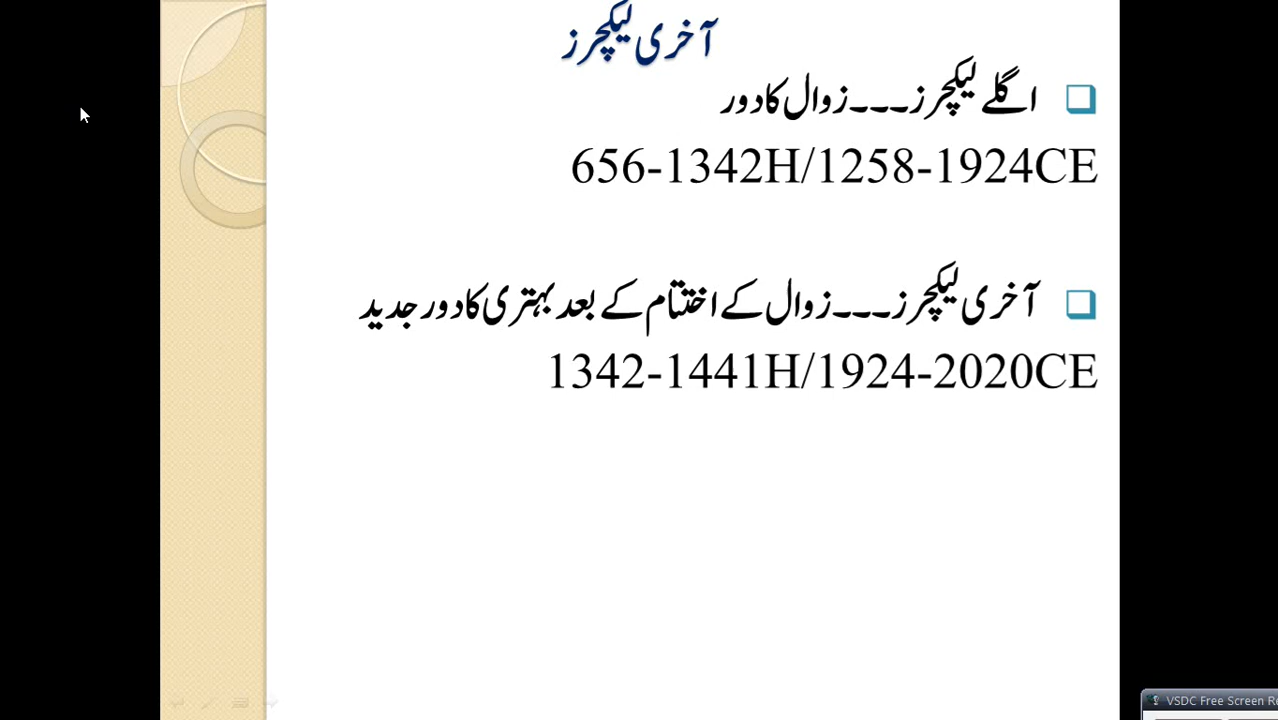 آخری لیکچرز
اگلے لیکچرز۔۔۔زوال کا دور
656-1342H/1258-1924CE
آخری لیکچرز۔۔۔زوال کے اختتام کے بعد بہتری کا دور جدید
1342-1441H/1924-2020CE
VSDC Free Screen Re